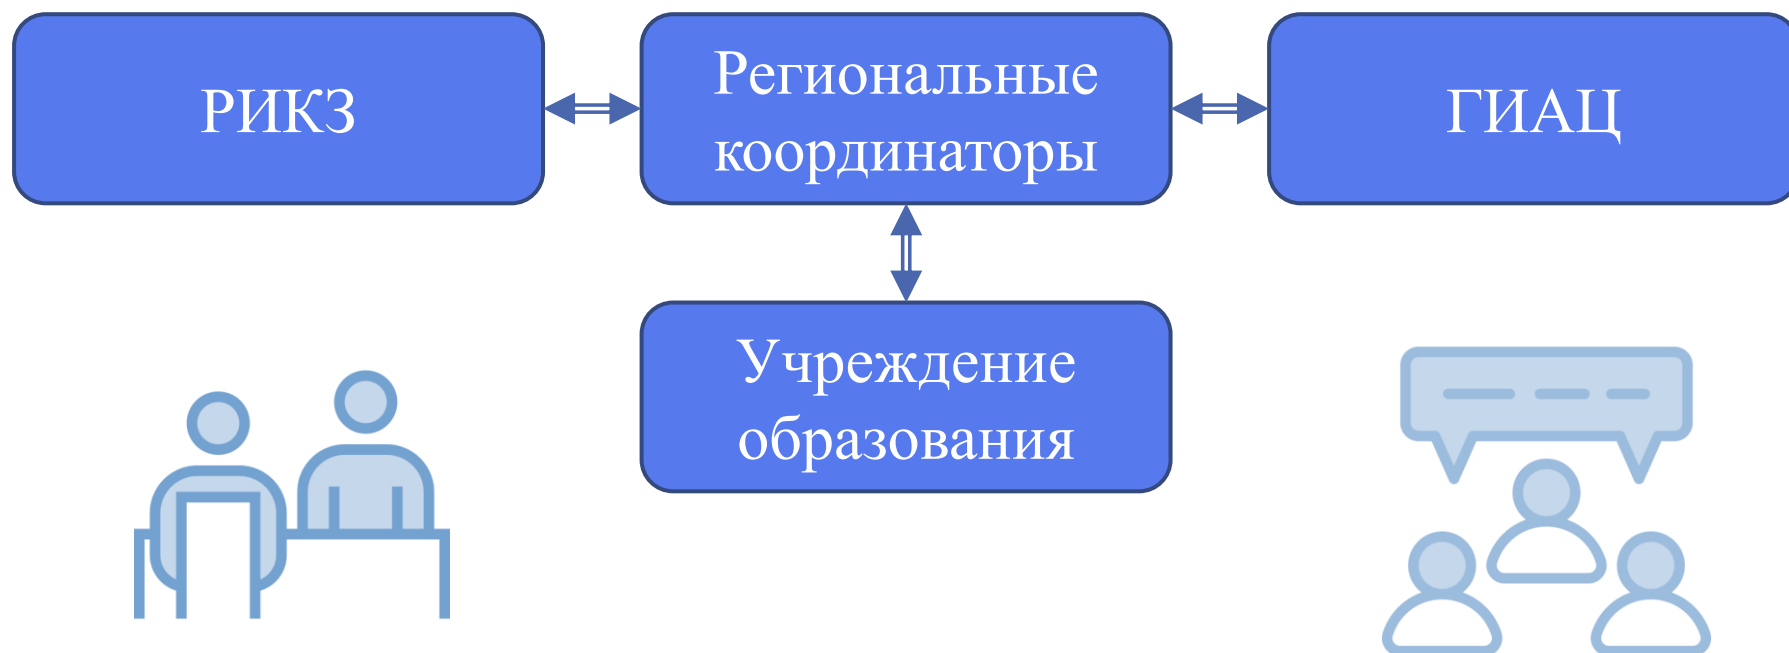 РИКЗ
Региональные
координаторы
ГИАЦ
Учреждение
образования